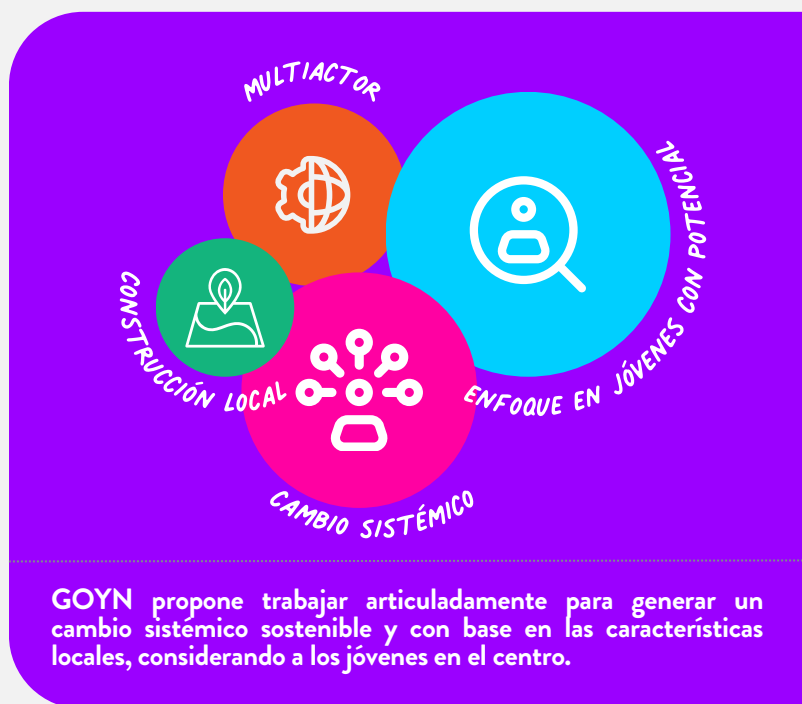 MULTIACTOR
ENFOQUE EN JÓVENES CON POTENCIAL
CONSTRUCCIÓN LOCAL
CAMBIO SISTÉMICO
GOYN propone trabajar articuladamente para generar un
cambio sistémico sostenible y con base en las características
locales, considerando a los jóvenes en el centro.